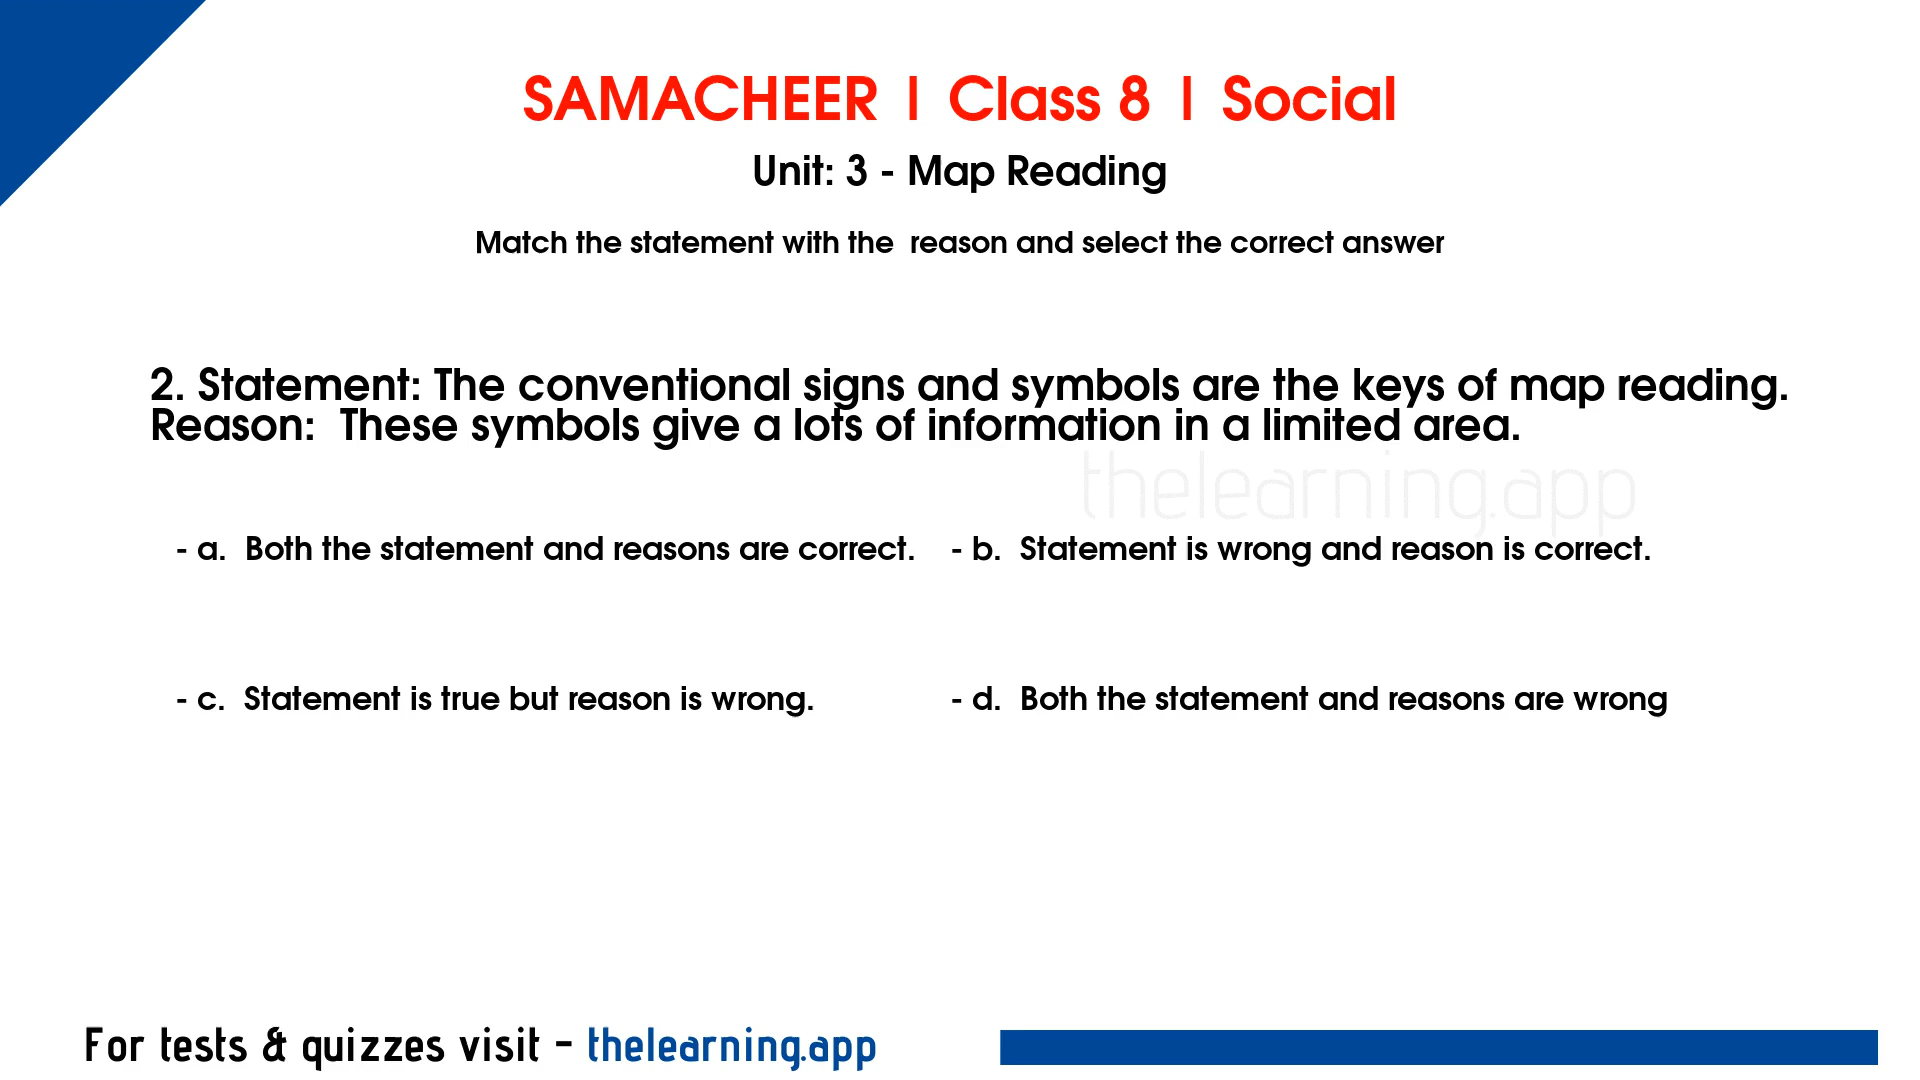 SAMACHEER | Class 8 | Social
Unit: 3 - Map Reading
Match the statement with the reason and select the correct answer
2. Statement: The conventional signs and symbols are the keys of map reading.
Reason: These symbols give a lots of information in a limited area.
thelearning.app
- a. Both the statement and reasons are correct.
- b. Statement is wrong and reason is correct.
- c. Statement is true but reason is wrong.
- d. Both the statement and reasons are wrong
For tests & quizzes visit - thelearning.app